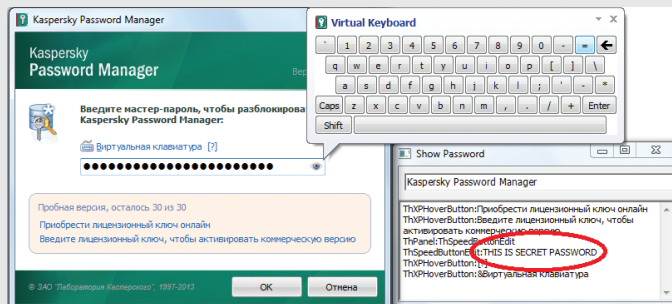 Kaspersky Password Manager
Kaspersky
Password Manager
Вер
Введите мастер-пароль, чтобы разблокирова
Kaspersky Password Manager:
Виртуальная клавиатура [?]
●●●●●●●●●●●●●●●●●●●●●●●
Пробная версия, осталось 30 из 30
Приобрести лицензионный ключ онлайн
Введите лицензионный ключ, чтобы активировать коммерческую версию
© ЗАО "Лаборатория Касперского", 1997-2013
OK
Отмена
Virtual Keyboard
` 1 2 3 4 5 6 7 8 9 0 - = ←
q w e r t y u i o p [ ] \
a s d f g h j k l ; ' - *
Caps z x c v b n m , . / + Enter
Shift
Show Password
Kaspersky Password Manager
ThXPHoverButton:Приобрести лицензионный ключ онлайн
ThXPHoverButton:Введите лицензионный ключ, чтобы
активировать коммерческую версию
ThPanel:ThSpeedButtonEdit
ThSpeedButtonEdit:THIS IS SECRET PASSWORD
ThXPHoverButton:[?]
ThXPHoverButton:&Виртуальная клавиатура